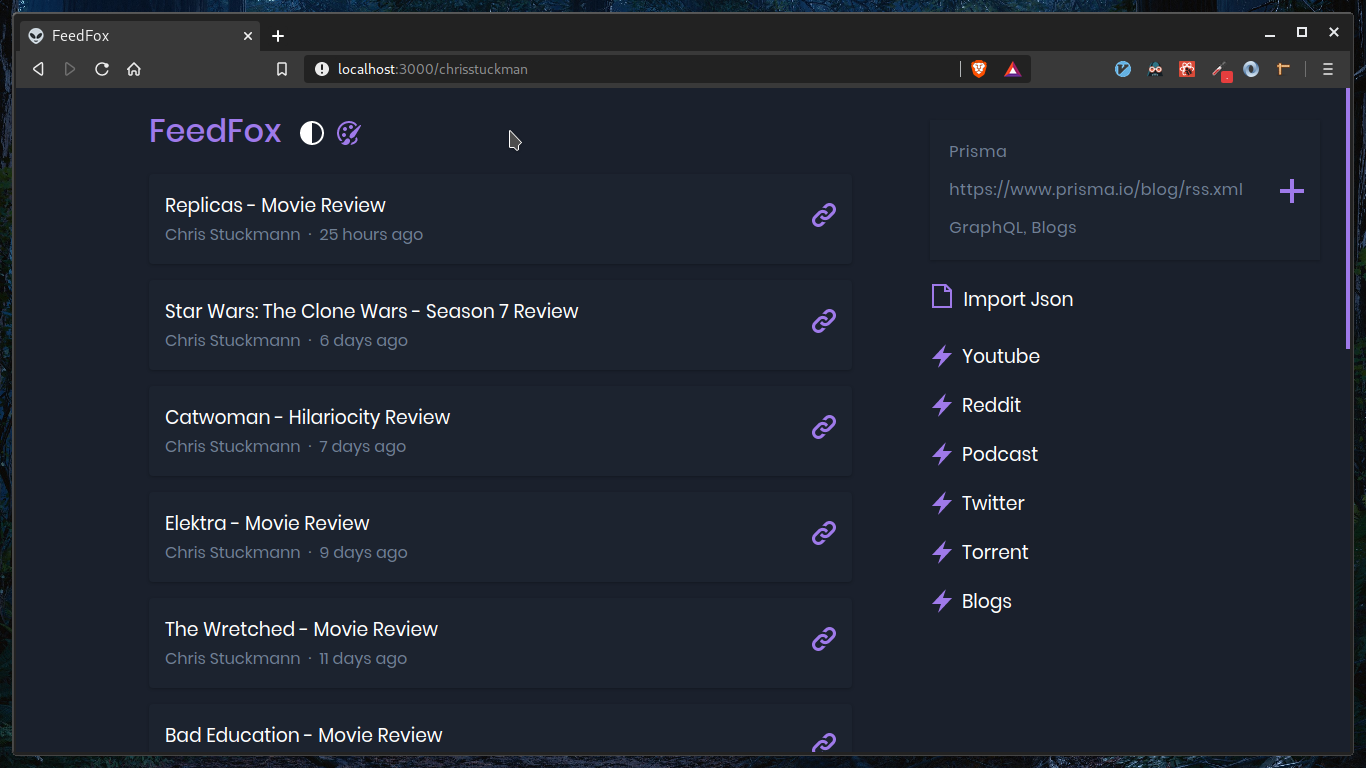 FeedFox
localhost:3000/chrisstuckman
FeedFox
Replicas - Movie Review
Chris Stuckmann · 25 hours ago
Star Wars: The Clone Wars - Season 7 Review
Chris Stuckmann · 6 days ago
Catwoman - Hilariocity Review
Chris Stuckmann · 7 days ago
Elektra - Movie Review
Chris Stuckmann · 9 days ago
The Wretched - Movie Review
Chris Stuckmann · 11 days ago
Bad Education - Movie Review
Prisma
https://www.prisma.io/blog/rss.xml
GraphQL, Blogs
Import Json
Youtube
Reddit
Podcast
Twitter
Torrent
Blogs